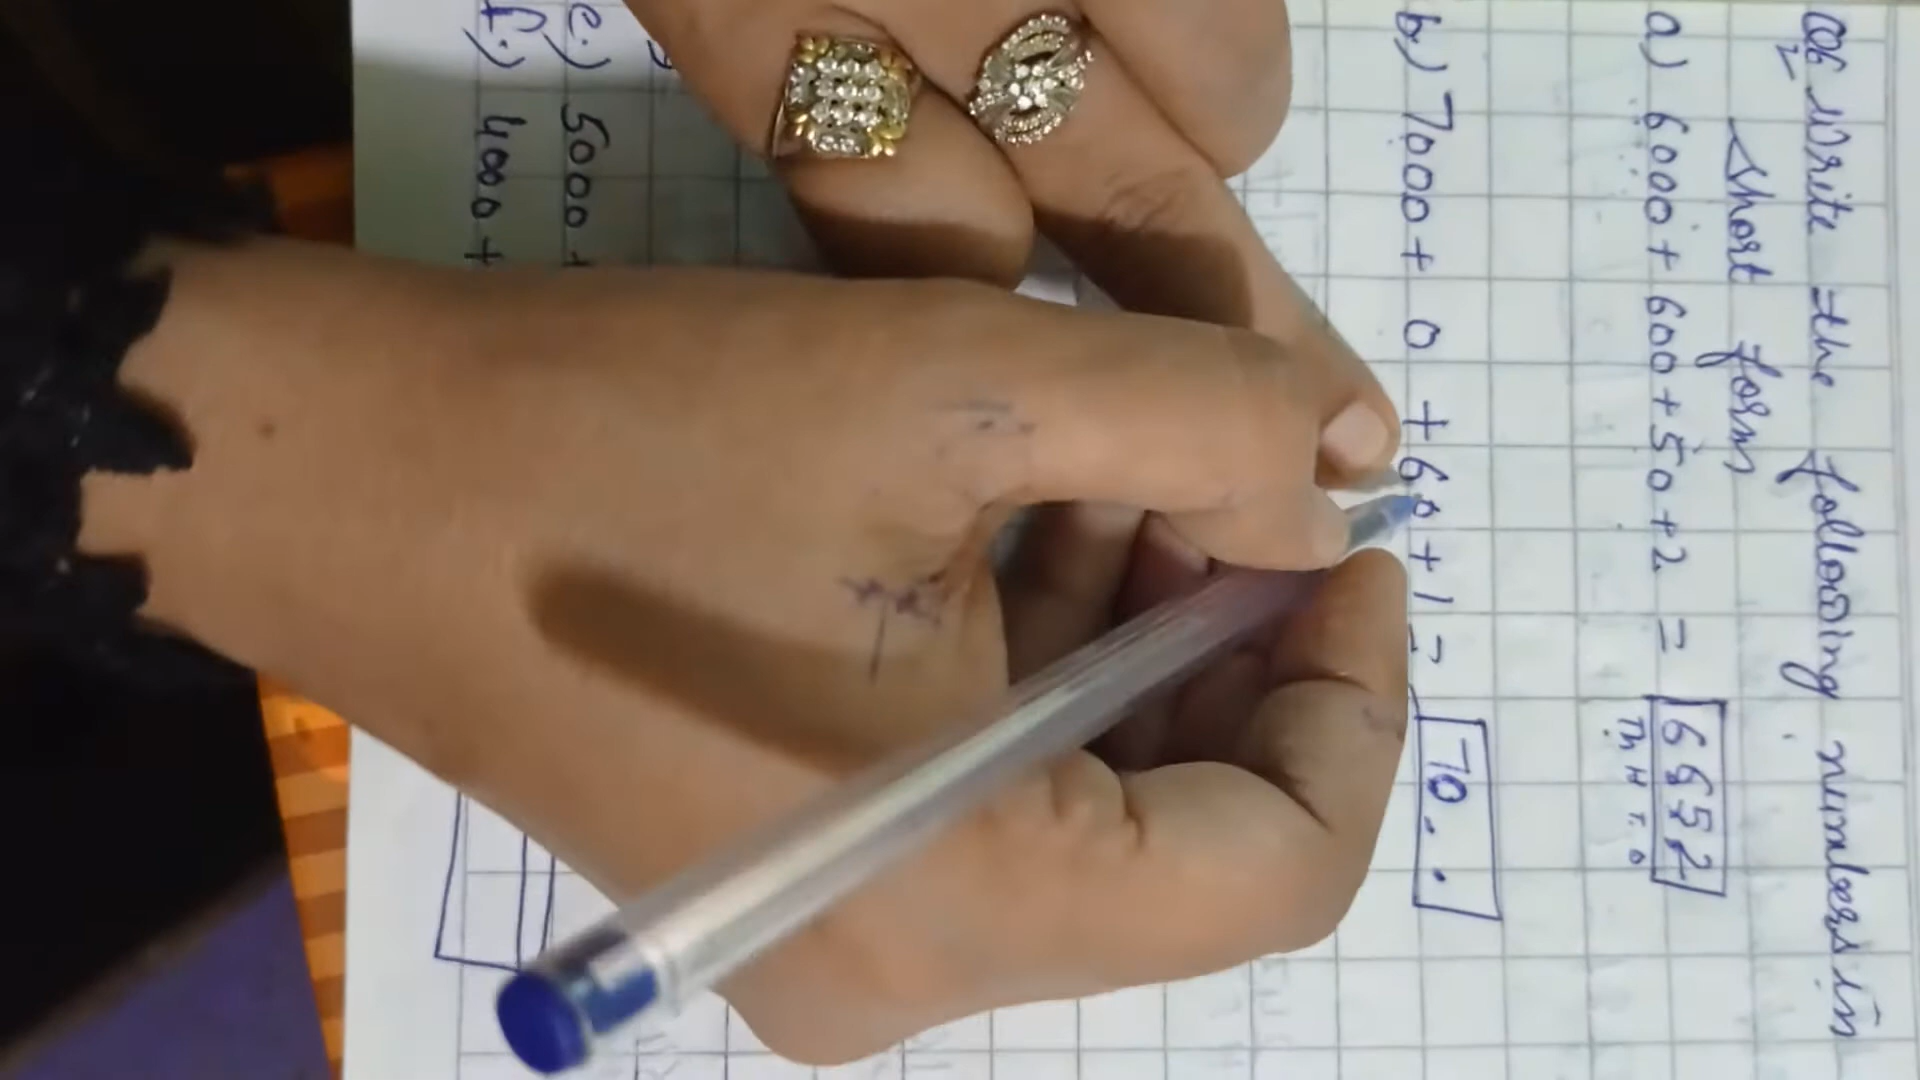 Q2 Write the following numbers in
short form
a) 6000 + 600 + 50 + 2 = 6652
Th H T O
b) 7000 + 0 + 60 + 1 = 70..
e.) 5000 +
f.) 4000 +